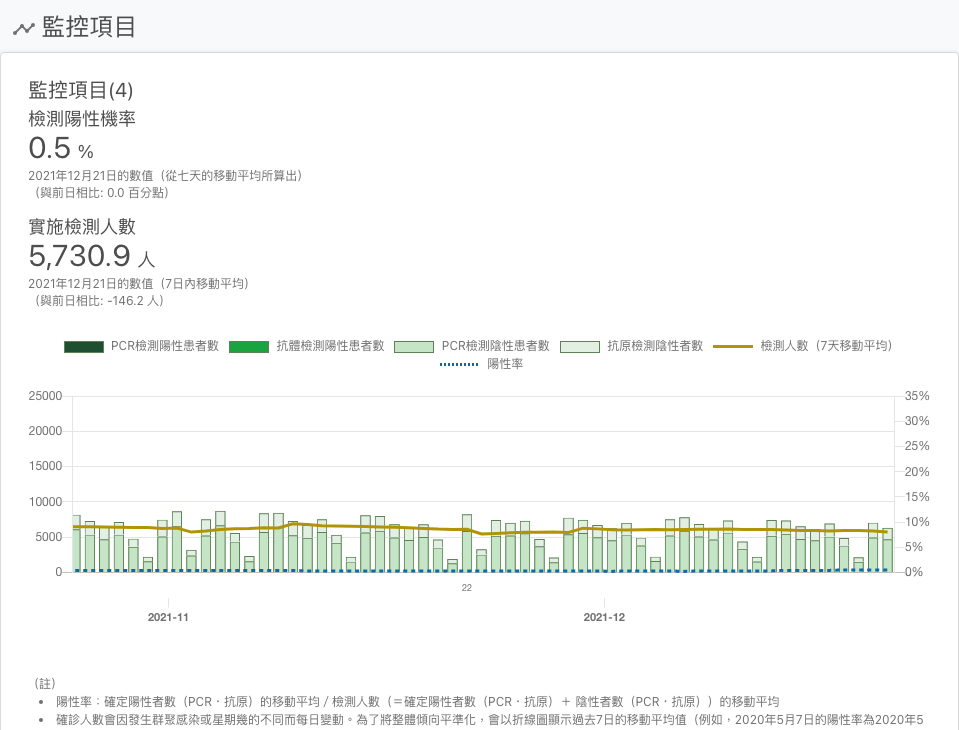 監控項目
監控項目(4)
檢測陽性機率
0.5 %
2021年12月21日的數值（從七天的移動平均所算出）
（與前日相比: 0.0 百分點）
實施檢測人數
5,730.9 人
2021年12月21日的數值（7日內移動平均）
（與前日相比: -146.2 人）
PCR檢測陽性患者數 抗體檢測陽性患者數 PCR檢測陰性患者數 抗原檢測陰性者數 檢測人數（7天移動平均）
陽性率
25000 35%
30%
20000
25%
15000 20%
15%
10000
10%
5000
5%
0 0%
22
2021-11 2021-12
（註）
• 陽性率：確定陽性者數（PCR・抗原）的移動平均 / 檢測人數（＝確定陽性者數（PCR・抗原）＋ 陰性者數（PCR・抗原））的移動平均
• 確診人數會因發生群聚感染或星期幾的不同而每日變動。為了將整體傾向平準化，會以折線圖顯示過去7日的移動平均值（例如，2020年5月7日的陽性率為2020年5